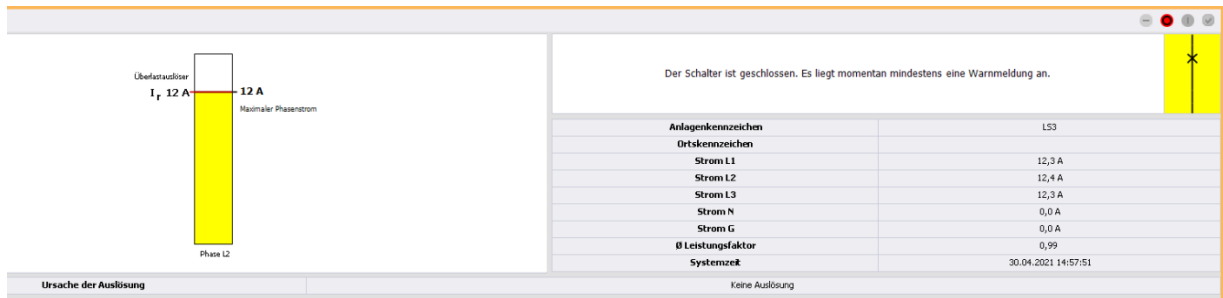 Der Schalter ist geschlossen. Es liegt momentan mindestens eine Warnmeldung an.
Überlastauslöser
I r 12 A
12 A
Maximaler Phasenstrom
Phase L2
Anlagenkennzeichen LS3
Ortskennzeichen
Strom L1 12,3 A
Strom L2 12,4 A
Strom L3 12,3 A
Strom N 0,0 A
Strom G 0,0 A
Ø Leistungsfaktor 0,99
Systemzeit 30.04.2021 14:57:51
Ursache der Auslösung Keine Auslösung